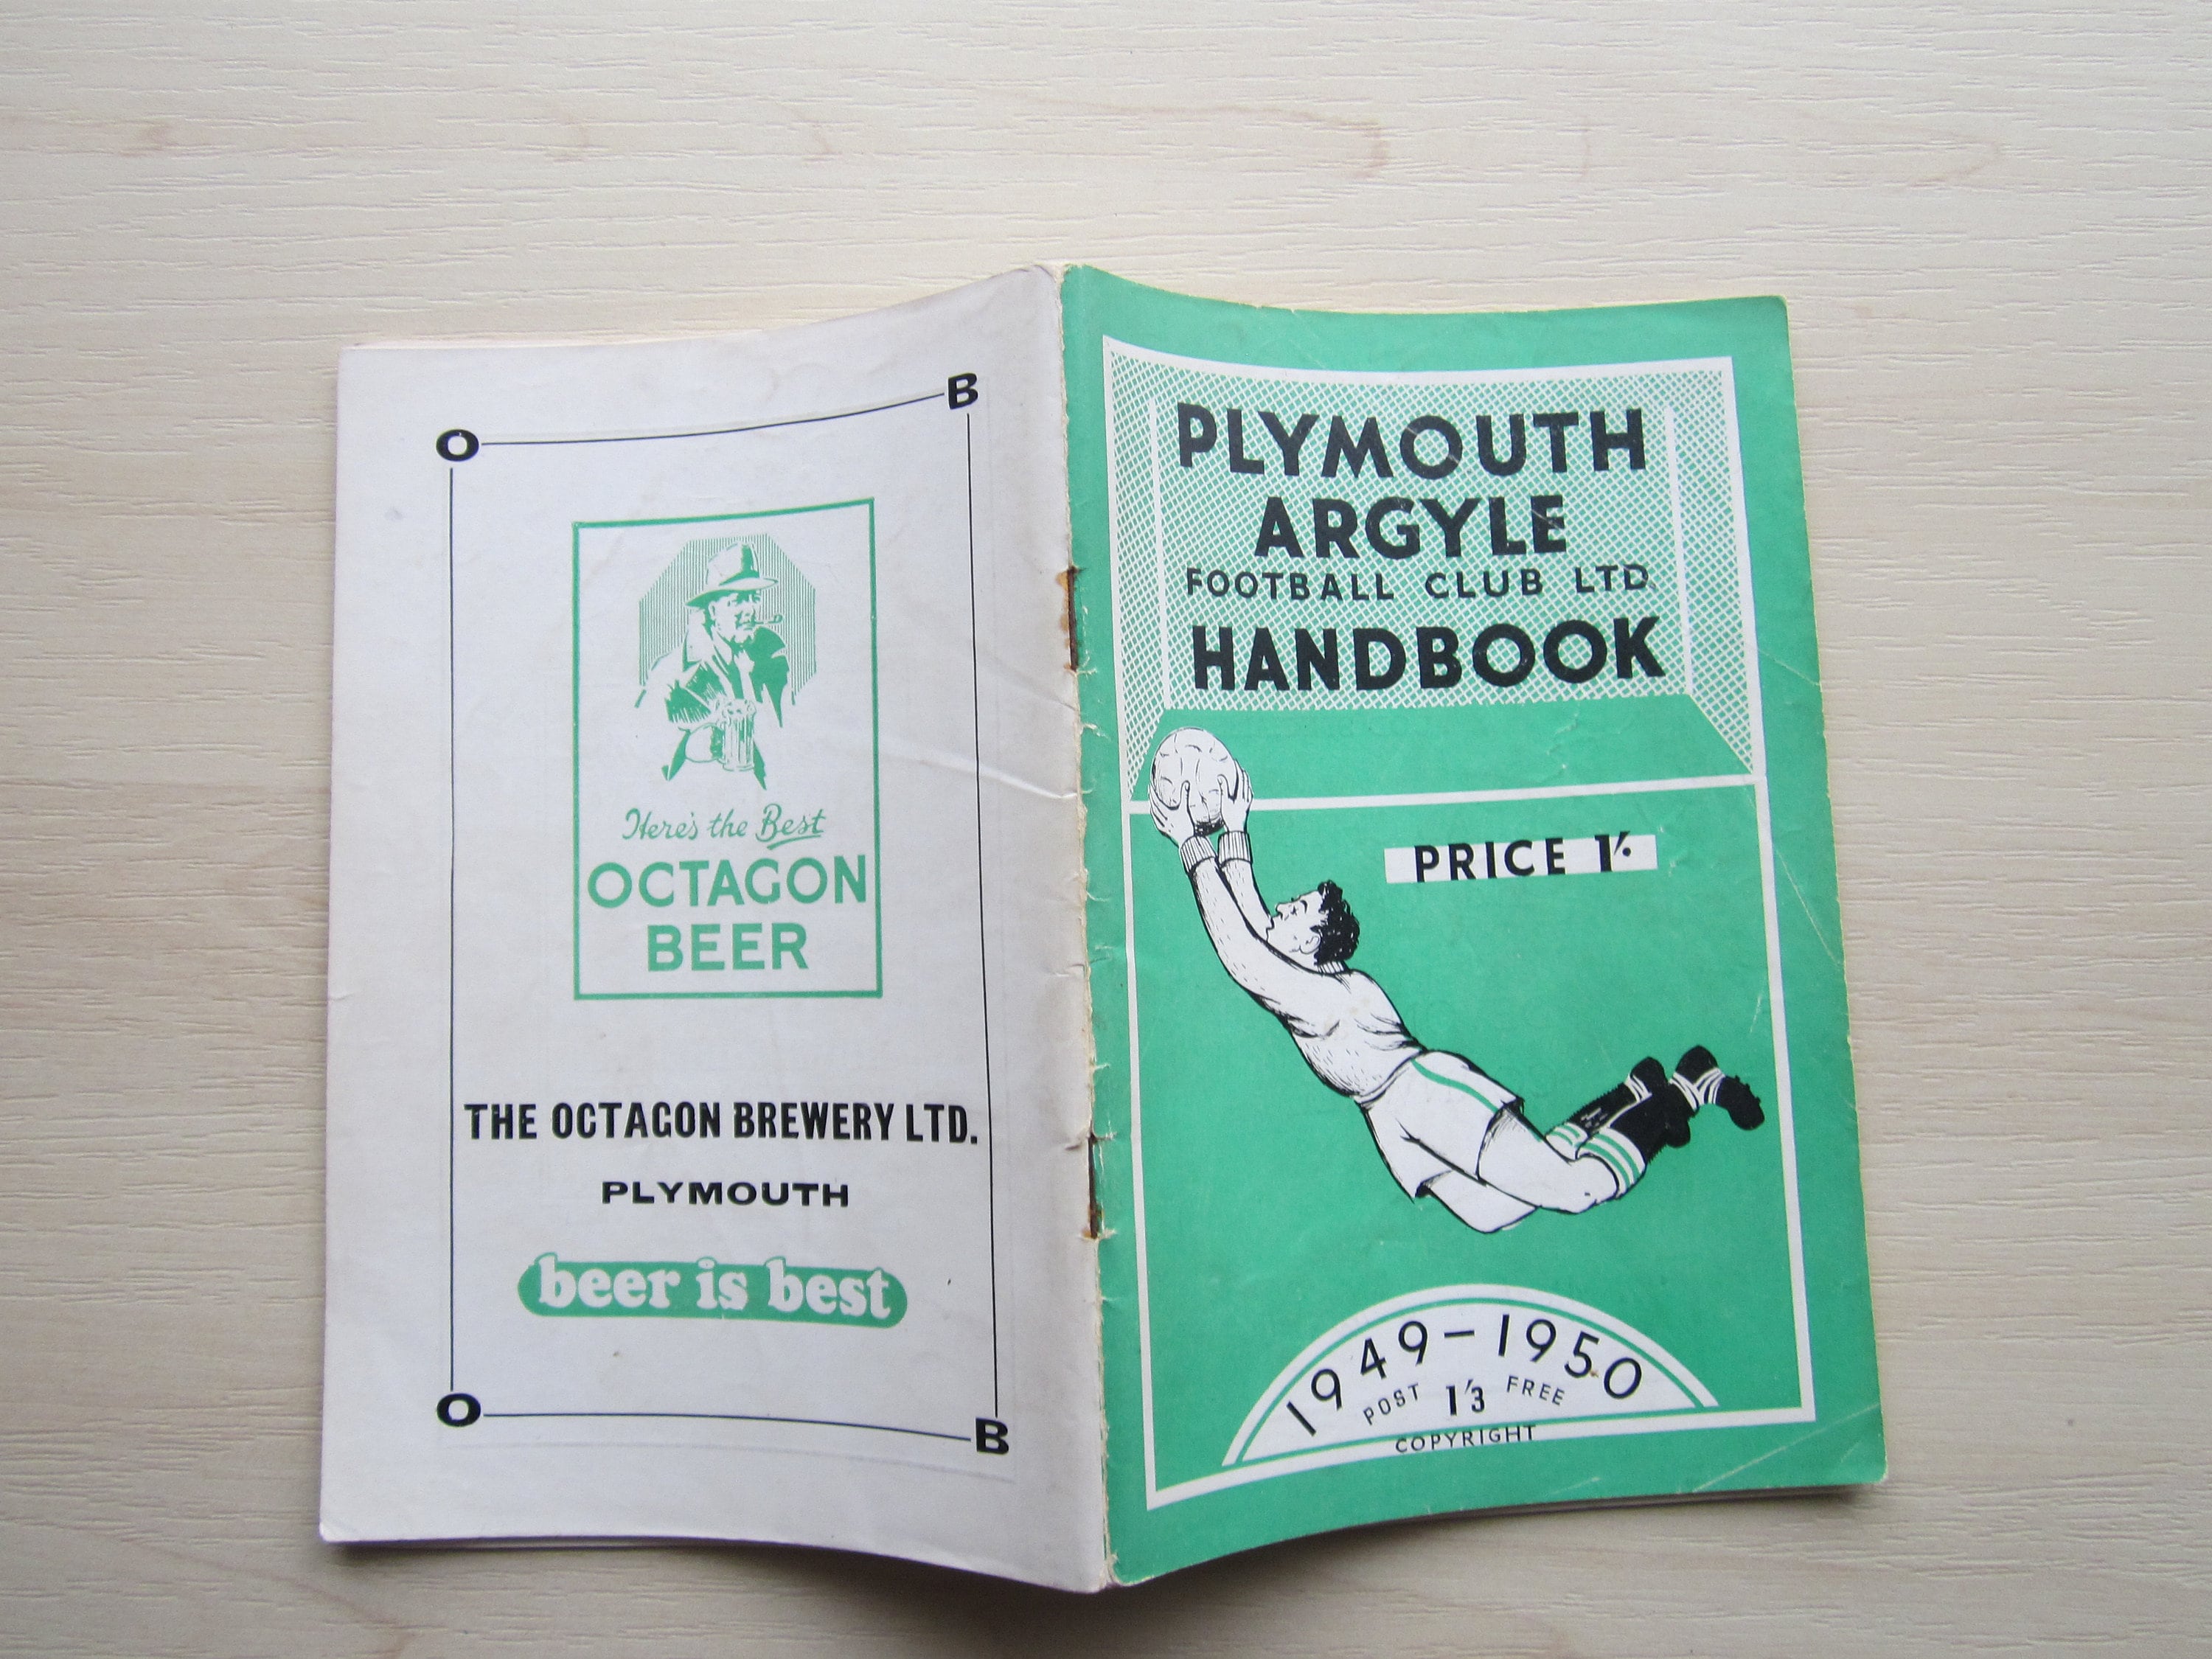 O
B
Here's the Best
OCTAGON
BEER
THE OCTAGON BREWERY LTD.
PLYMOUTH
beer is best
O
B
PLYMOUTH
ARGYLE
FOOTBALL CLUB LTD
HANDBOOK
PRICE 1/-
1949-1950
POST 1/3 FREE
COPYRIGHT